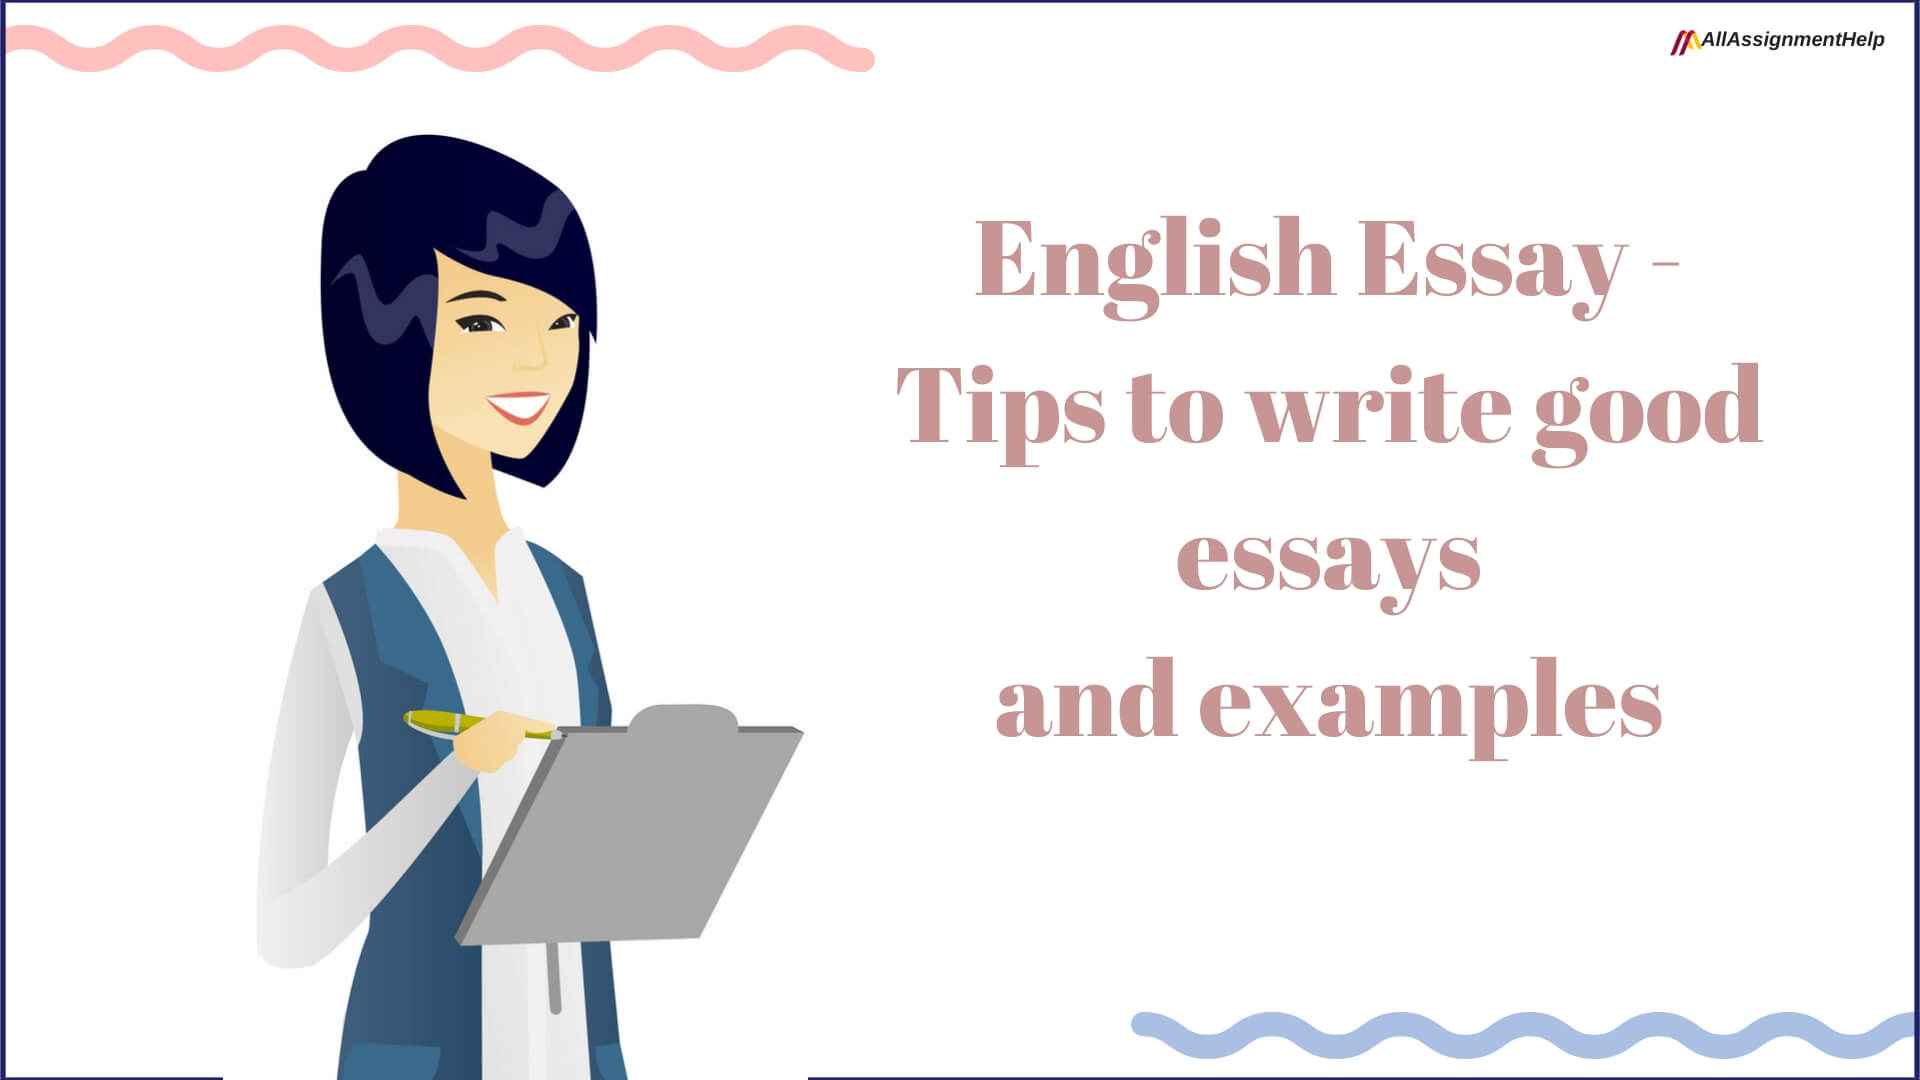 AllAssignmentHelp
English Essay -
Tips to write good
essays
and examples